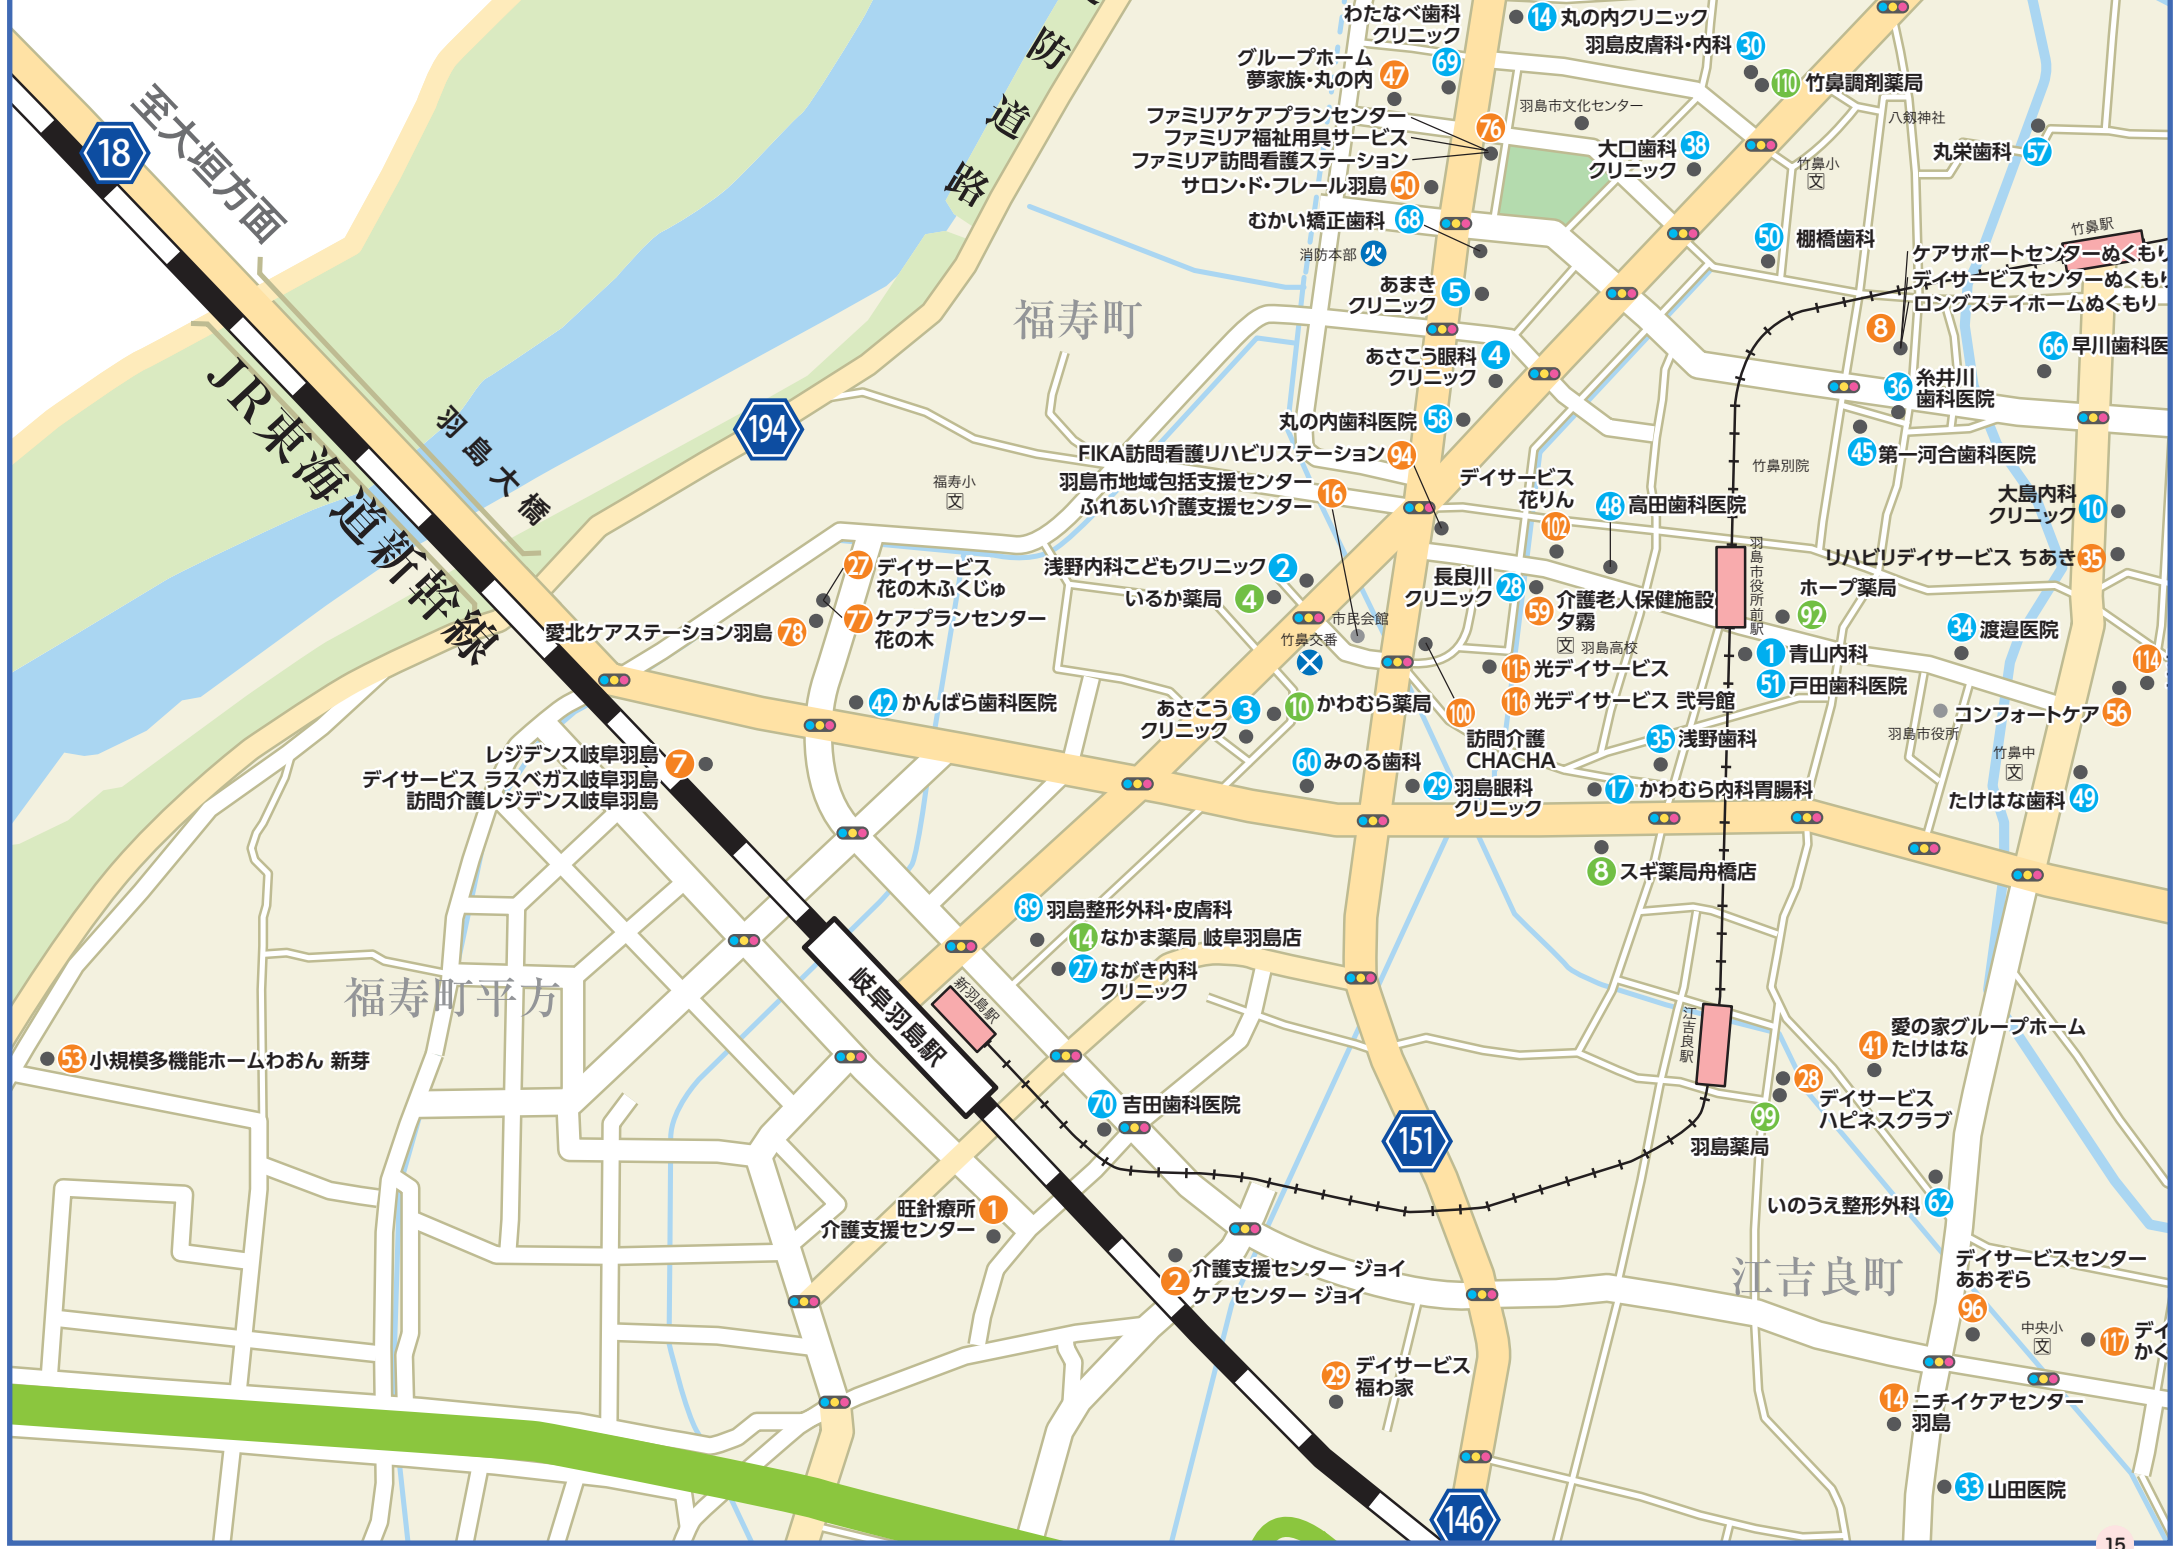 防
道
路
わたなべ歯科
クリニック
69
14 丸の内クリニック
羽島皮膚科・内科 30
110 竹鼻調剤薬局
グループホーム
夢家族・丸の内 47
ファミリアケアプランセンター
ファミリア福祉用具サービス
ファミリア訪問看護ステーション
76
羽島市文化センター
大口歯科
クリニック 38
八剱神社
竹鼻小
文
丸栄歯科 57
サロン・ド・フレール羽島 50
むかい矯正歯科 68
消防本部 火
50 棚橋歯科
竹鼻駅
ケアサポートセンターぬくもり
デイサービスセンターぬくもり
ロングステイホームぬくもり
8
18
至大垣方面
あまき
クリニック 5
福寿町
あさこう眼科
クリニック 4
66 早川歯科医
36 糸井川
歯科医院
JR東海道新幹線
羽島大橋
194
丸の内歯科医院 58
FIKA訪問看護リハビリステーション 94
羽島市地域包括支援センター
ふれあい介護支援センター
16
45 第一河合歯科医院
竹鼻別院
福寿小
文
デイサービス
花りん
102
48 高田歯科医院
大島内科
クリニック 10
リハビリデイサービス ちあき 35
羽島市役所前駅
ホープ薬局
92
27 デイサービス
花の木ふくじゅ
77 ケアプランセンター
花の木
愛北ケアステーション羽島 78
浅野内科こどもクリニック 2
いるか薬局 4
長良川
クリニック 28
59 介護老人保健施設
夕霧
市民会館
竹鼻交番
文 羽島高校
34 渡邉医院
1 青山内科
51 戸田歯科医院
114
115 光デイサービス
116 光デイサービス 弐号館
42 かんばら歯科医院
あさこう
クリニック 3
10 かわむら薬局
100
訪問介護
CHACHA
コンフォートケア 56
羽島市役所
竹鼻中
文
35 浅野歯科
レジデンス岐阜羽島
デイサービス ラスベガス岐阜羽島
訪問介護レジデンス岐阜羽島
7
60 みのる歯科
29 羽島眼科
クリニック
17 かわむら内科胃腸科
たけはな歯科 49
8 スギ薬局舟橋店
89 羽島整形外科・皮膚科
14 なかま薬局 岐阜羽島店
27 ながき内科
クリニック
福寿町平方
岐阜羽島駅
新羽島駅
江吉良駅
53 小規模多機能ホームわおん 新芽
41 愛の家グループホーム
たけはな
28
デイサービス
ハピネスクラブ
99
羽島薬局
70 吉田歯科医院
151
旺針療所
介護支援センター
1
いのうえ整形外科 62
江吉良町
2
介護支援センター ジョイ
ケアセンター ジョイ
デイサービスセンター
あおぞら
96
中央小
文
117 デイ
かく
29 デイサービス
福わ家
14 ニチイケアセンター
羽島
33 山田医院
146
15